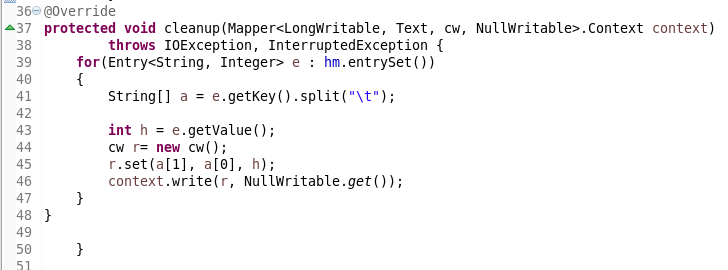 36 @Override
37 protected void cleanup(Mapper<LongWritable, Text, cw, NullWritable>.Context context)
38         throws IOException, InterruptedException {
39     for(Entry<String, Integer> e : hm.entrySet())
40     {
41         String[] a = e.getKey().split("\t");
42
43         int h = e.getValue();
44         cw r= new cw();
45         r.set(a[1], a[0], h);
46         context.write(r, NullWritable.get());
47     }
48 }
49
50     }
51